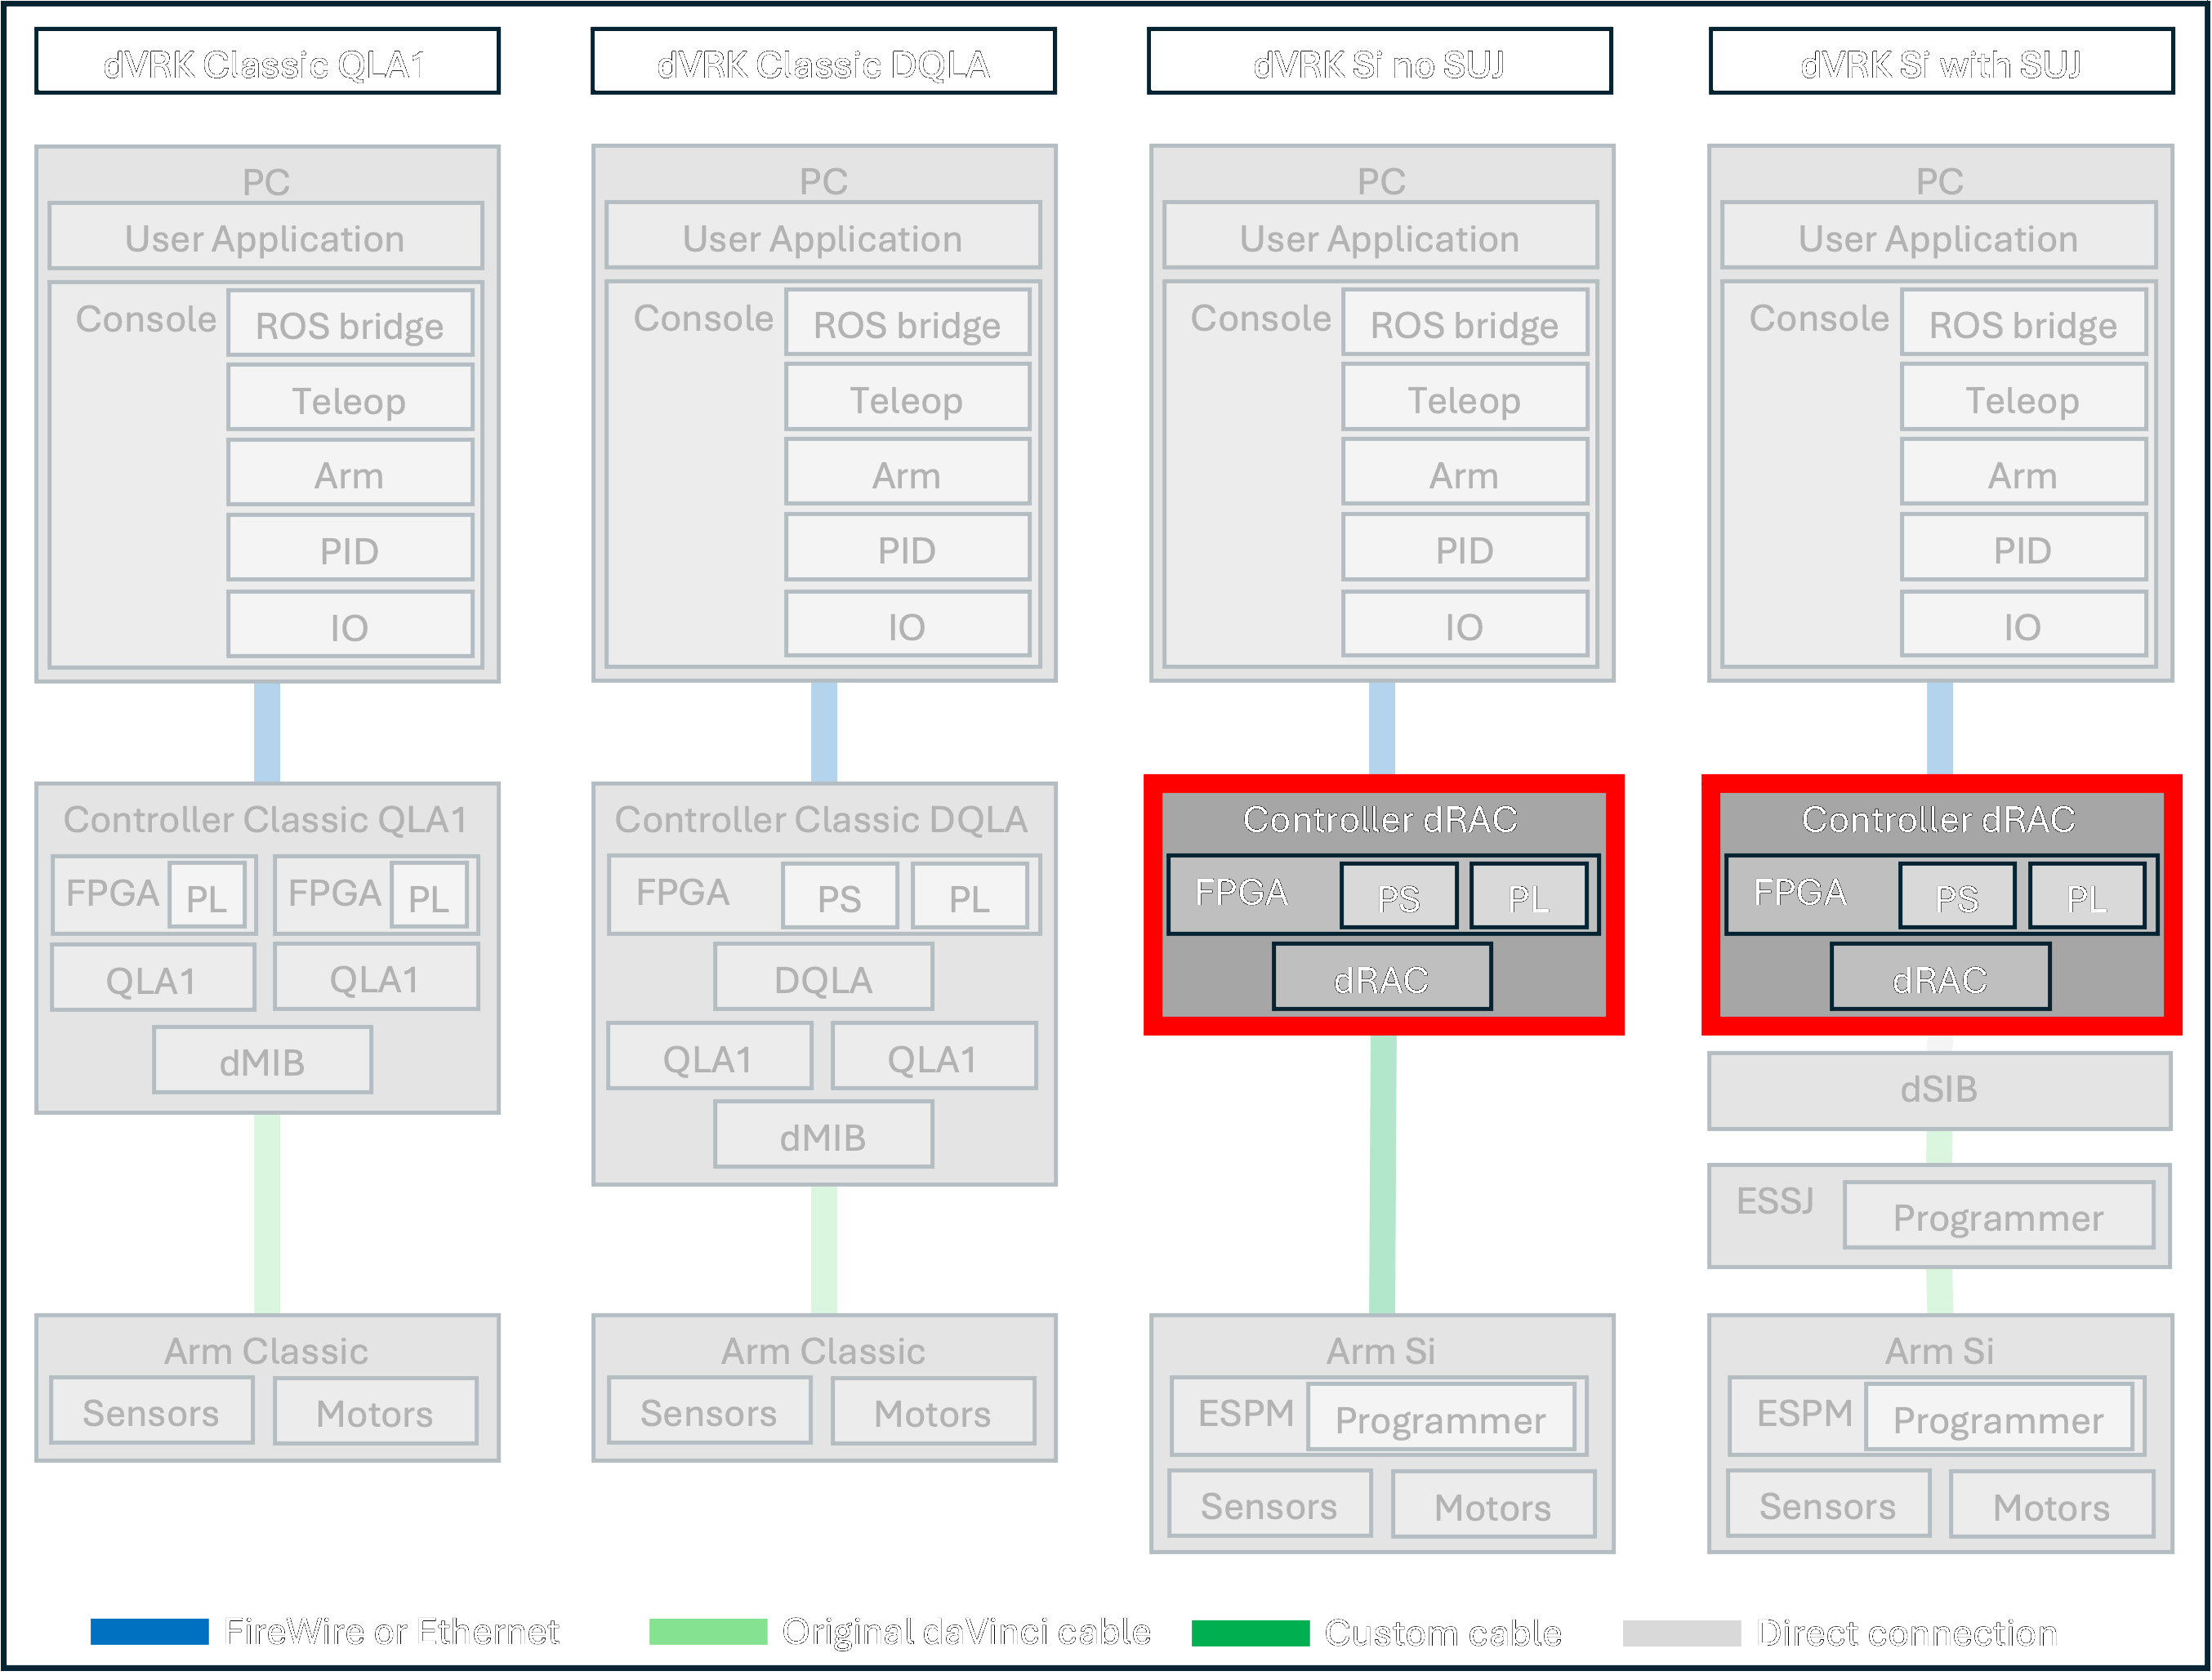 dVRK Classic QLA1
dVRK Classic DQLA
dVRK Si no SUJ
dVRK Si with SUJ
PC
User Application
Console
ROS bridge
Teleop
Arm
PID
IO
PC
User Application
Console
ROS bridge
Teleop
Arm
PID
IO
PC
User Application
Console
ROS bridge
Teleop
Arm
PID
IO
PC
User Application
Console
ROS bridge
Teleop
Arm
PID
IO
Controller Classic QLA1
FPGA
PL
FPGA
PL
QLA1
QLA1
dMIB
Controller Classic DQLA
FPGA
PS
PL
DQLA
QLA1
QLA1
dMIB
Controller dRAC
FPGA
PS
PL
dRAC
Controller dRAC
FPGA
PS
PL
dRAC
dSIB
ESSJ
Programmer
Arm Classic
Sensors
Motors
Arm Classic
Sensors
Motors
Arm Si
ESPM
Programmer
Sensors
Motors
Arm Si
ESPM
Programmer
Sensors
Motors
FireWire or Ethernet
Original daVinci cable
Custom cable
Direct connection